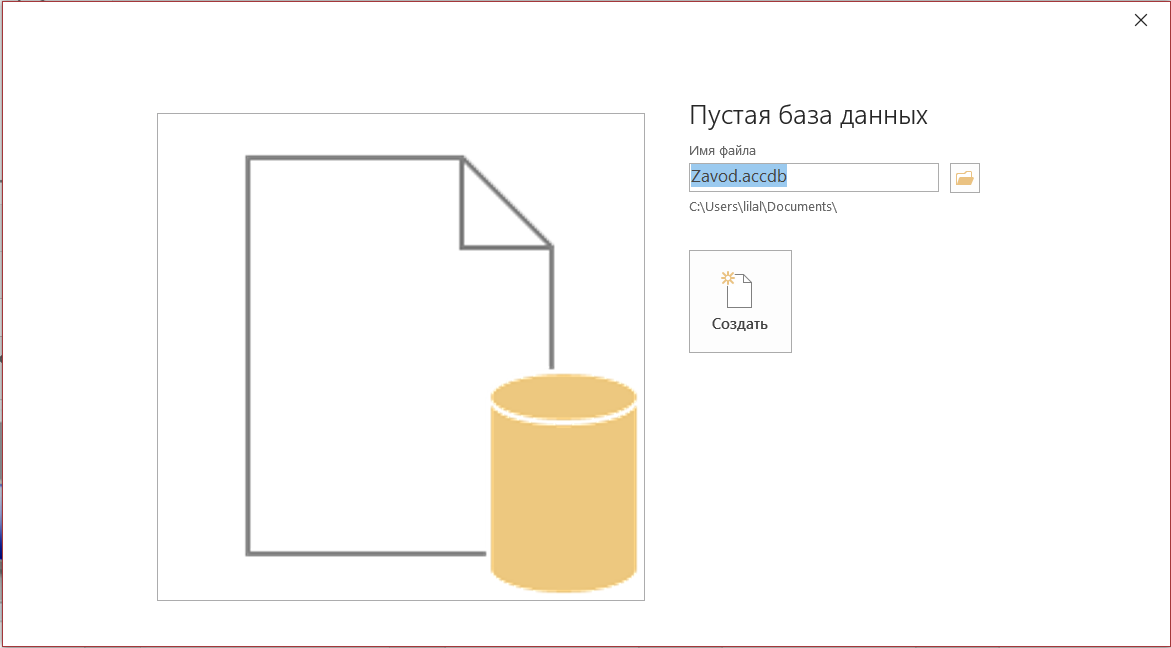 Пустая база данных
Имя файла
Zavod.accdb
C:\Users\lilal\Documents\
Создать